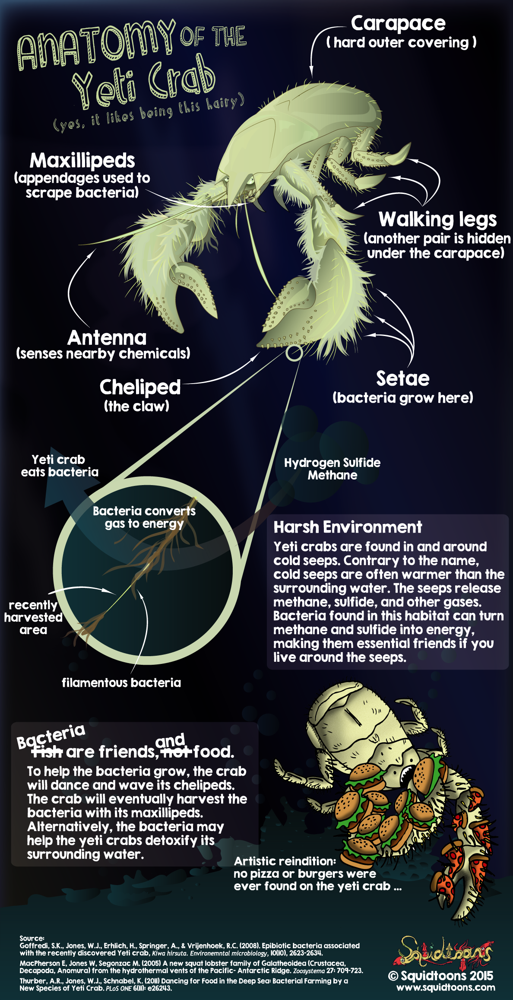 ANATOMY OF THE
Yeti Crab
(yes, it likes being this hairy)
Carapace
( hard outer covering )
Maxillipeds
(appendages used to
scrape bacteria)
Walking legs
(another pair is hidden
under the carapace)
Antenna
(senses nearby chemicals)
Cheliped
(the claw)
Setae
(bacteria grow here)
Yeti crab
eats bacteria
Hydrogen Sulfide
Methane
Bacteria converts
gas to energy
recently
harvested
area
filamentous bacteria
Harsh Environment
Yeti crabs are found in and around
cold seeps. Contrary to the name,
cold seeps are often warmer than the
surrounding water. The seeps release
methane, sulfide, and other gases.
Bacteria found in this habitat can turn
methane and sulfide into energy,
making them essential friends if you
live around the seeps.
Bacteria and
Fish are friends, not food.
To help the bacteria grow, the crab
will dance and wave its chelipeds.
The crab will eventually harvest the
bacteria with its maxillipeds.
Alternatively, the bacteria may
help the yeti crabs detoxify its
surrounding water.
Artistic reindition:
no pizza or burgers were
ever found on the yeti crab ...
Source:
Goffredi, S.K., Jones, W.J., Erhlich, H., Springer, A., & Vrijenhoek, R.C. (2008). Epibiotic bacteria associated
with the recently discovered Yeti crab, Kiwa hirsuta. Environemntal microbiology, 10(10), 2623-2634.
MacPherson E, Jones W, Segonzac M. (2005) A new squat lobster family of Galatheoidea (Crustacea,
Decapoda, Anomura) from the hydrothermal vents of the Pacific- Antarctic Ridge. Zoosystema 27: 709-723.
Thurber, A.R., Jones, W.J., Schnabel, K. (2011) Dancing for Food in the Deep Sea: Bacterial Farming by a
New Species of Yeti Crab. PLoS ONE 6(11): e26243.
Squidtoons
© Squidtoons 2015
www.squidtoons.com